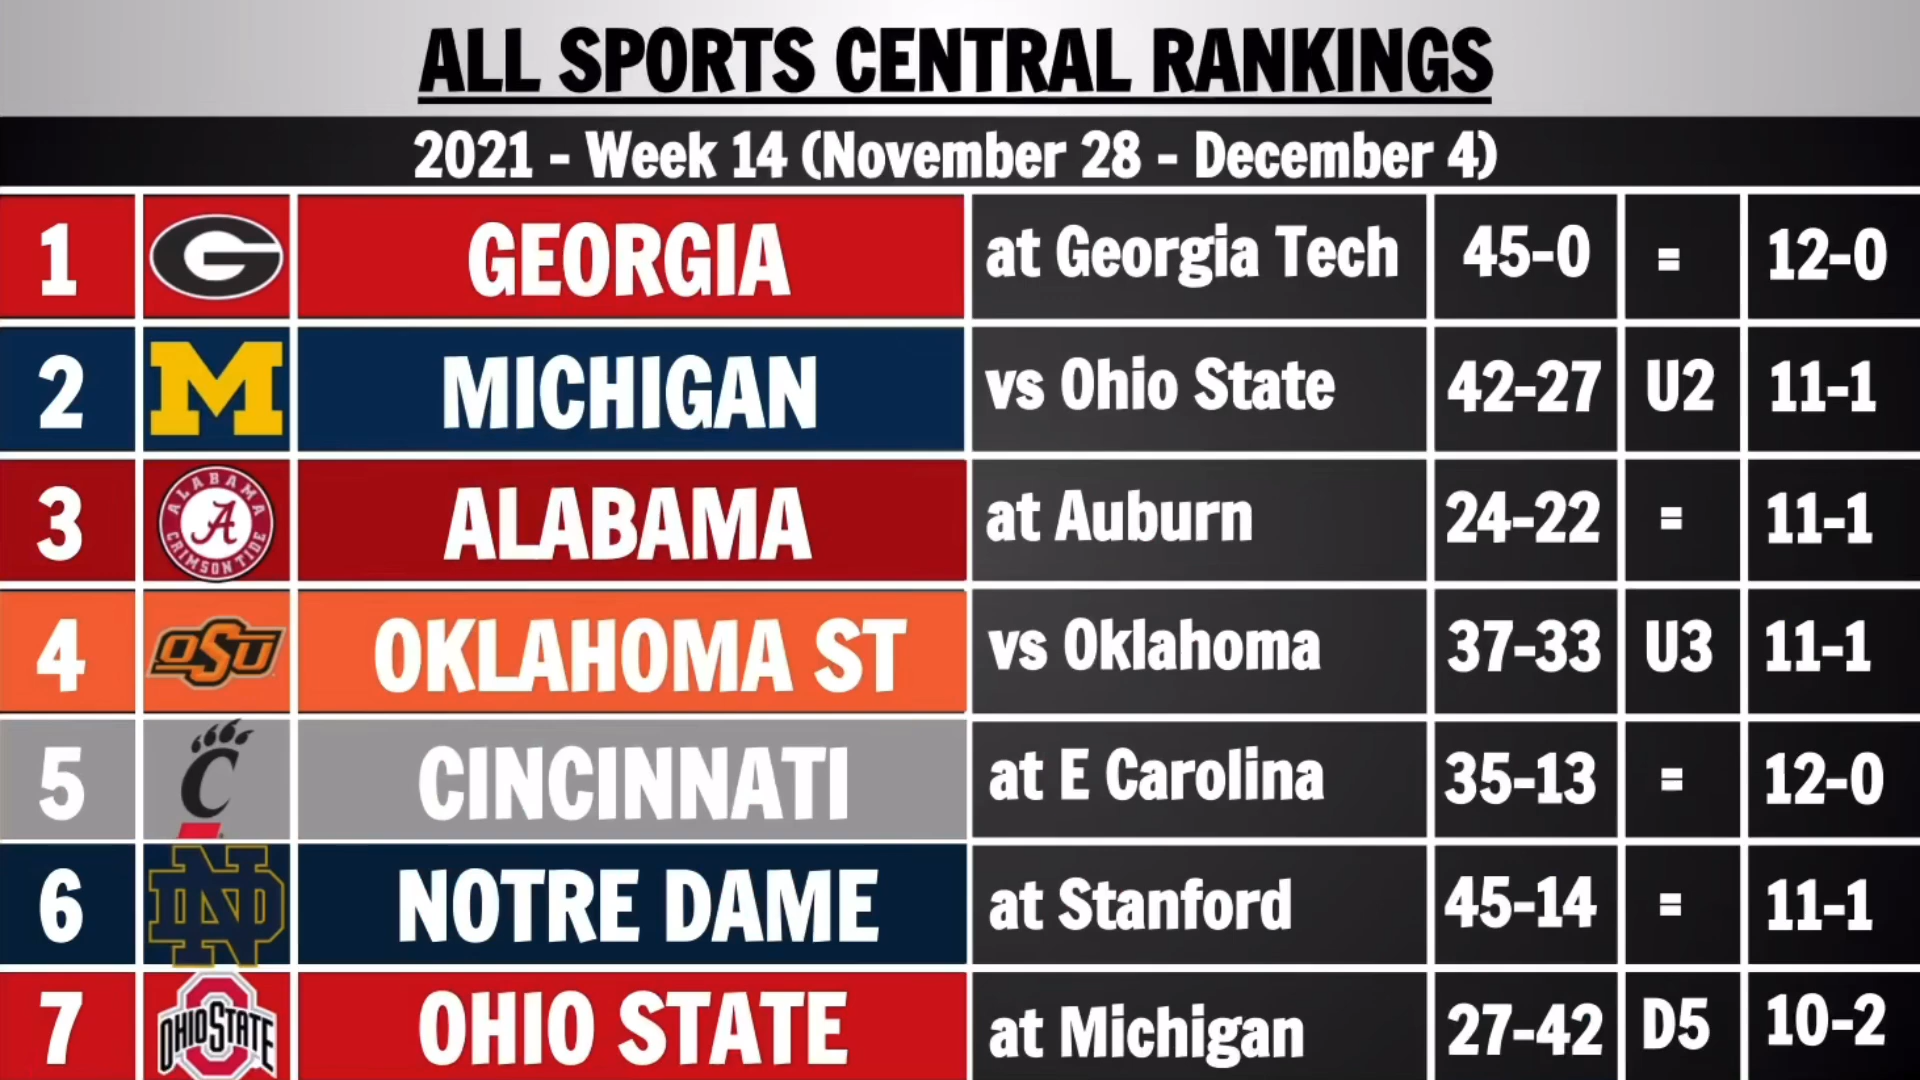 ALL SPORTS CENTRAL RANKINGS
2021 - Week 14 (November 28 - December 4)
1 G GEORGIA at Georgia Tech 45-0 = 12-0
2 M MICHIGAN vs Ohio State 42-27 U2 11-1
3 ALABAMA A CRIMSON TIDE ALABAMA at Auburn 24-22 = 11-1
4 OSU OKLAHOMA ST vs Oklahoma 37-33 U3 11-1
5 C CINCINNATI at E Carolina 35-13 = 12-0
6 ND NOTRE DAME at Stanford 45-14 = 11-1
7 OHIO STATE OHIO STATE at Michigan 27-42 D5 10-2